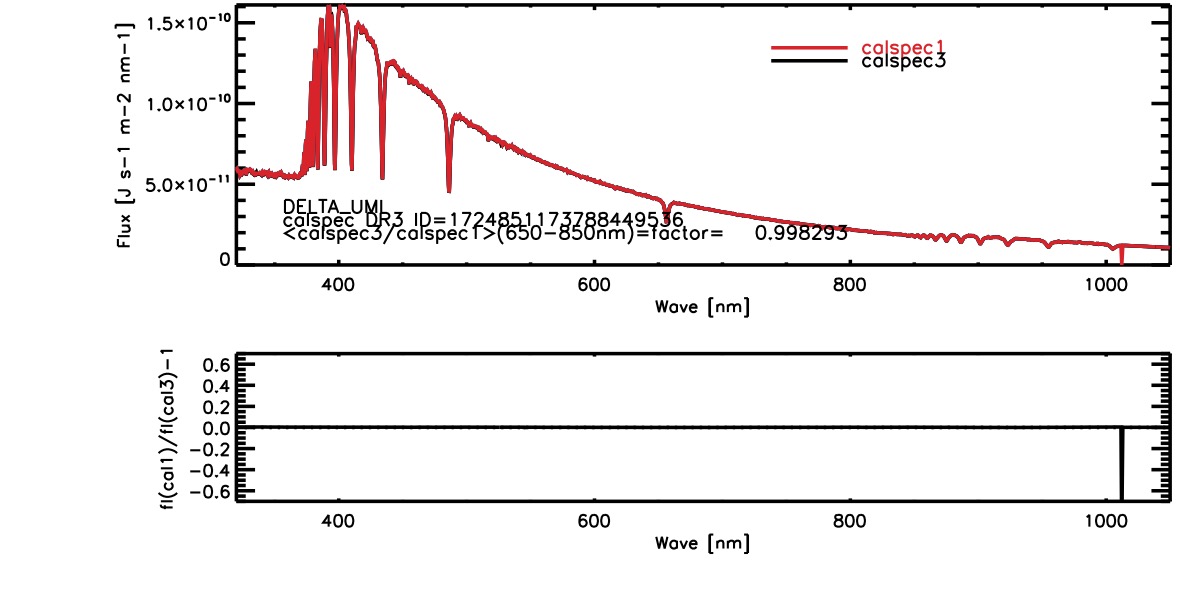 1.5×10−10
1.0×10−10
5.0×10−11
0
Flux [J s−1 m−2 nm−1]
calspec1
calspec3
DELTA_UMI
calspec DR3 ID=1724851173788449536
<calspec3/calspec1>(650−850nm)=factor= 0.998293
400 600 800 1000
Wave [nm]
fl(cal1)/fl(cal3)−1
0.6
0.4
0.2
0.0
−0.2
−0.4
−0.6
400 600 800 1000
Wave [nm]